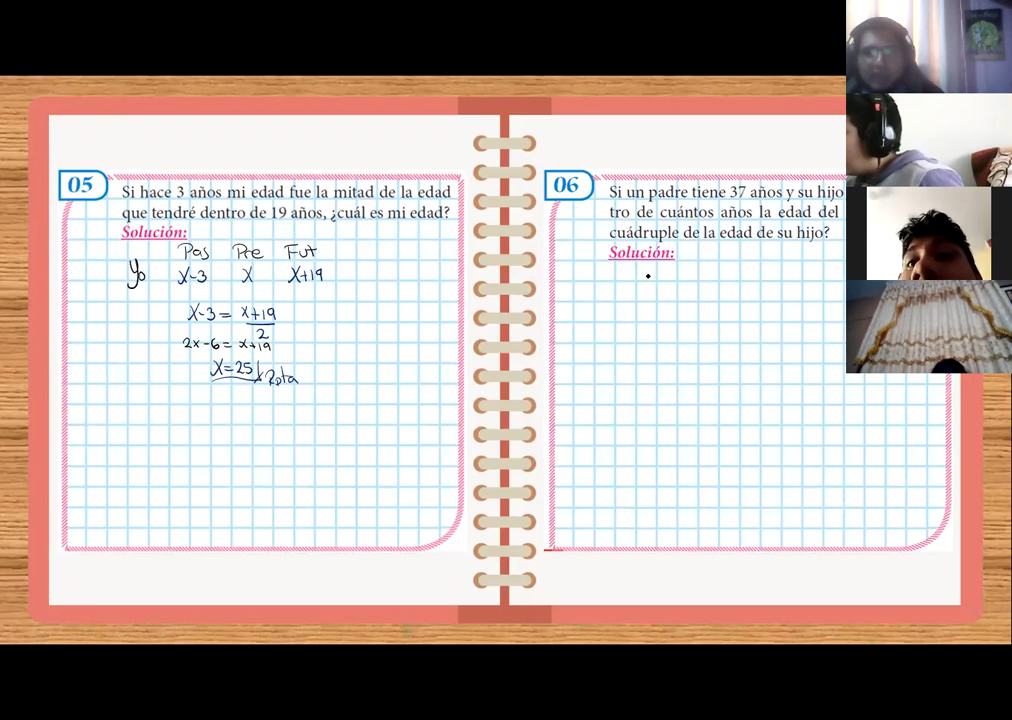 05
Si hace 3 años mi edad fue la mitad de la edad
que tendré dentro de 19 años, ¿cuál es mi edad?
Solución:
Pas Pre Fut
Yo X-3 X X+19
X-3 = X+19
2
2x-6 = x+19
X=25
Rpta
06
Si un padre tiene 37 años y su hijo
tro de cuántos años la edad del
cuádruple de la edad de su hijo?
Solución: